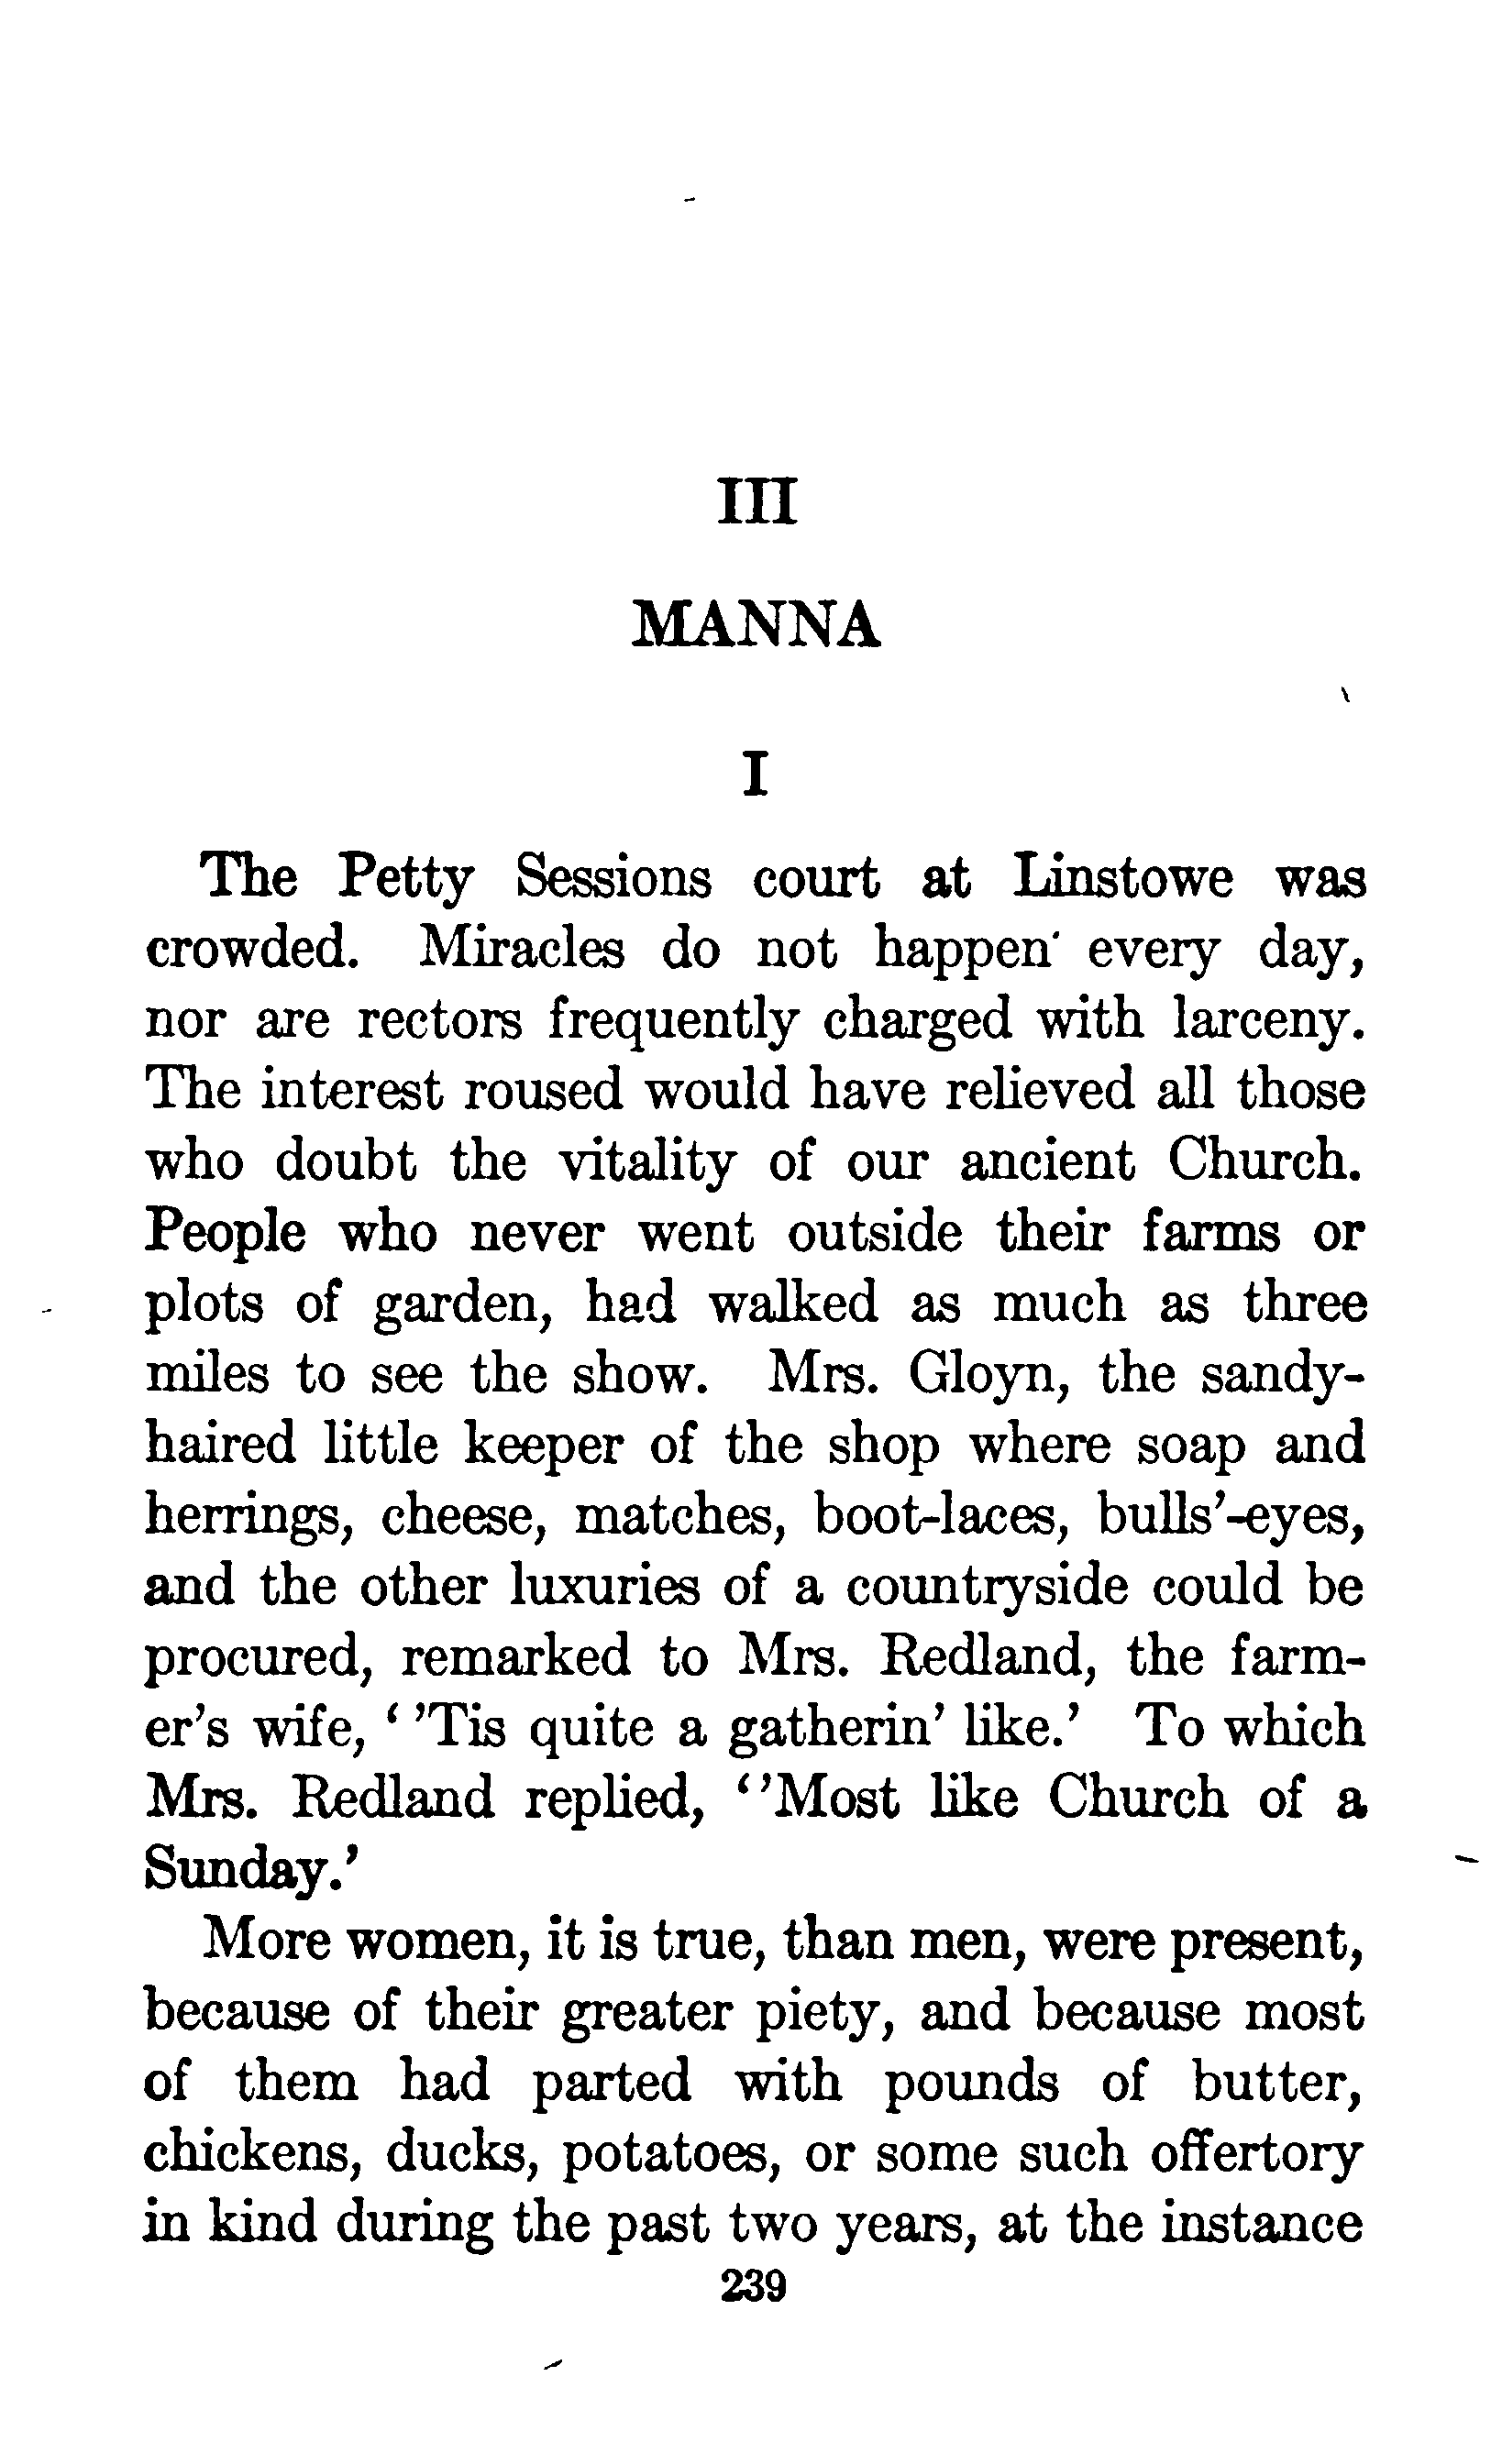 III
MANNA
I
The Petty Sessions court at Linstowe was
crowded. Miracles do not happen every day,
nor are rectors frequently charged with larceny.
The interest roused would have relieved all those
who doubt the vitality of our ancient Church.
People who never went outside their farms or
plots of garden, had walked as much as three
miles to see the show. Mrs. Gloyn, the sandy-
haired little keeper of the shop where soap and
herrings, cheese, matches, boot-laces, bulls'-eyes,
and the other luxuries of a countryside could be
procured, remarked to Mrs. Redland, the farm-
er's wife, ‘ ’Tis quite a gatherin’ like.’ To which
Mrs. Redland replied, ‘’Most like Church of a
Sunday.’
More women, it is true, than men, were present,
because of their greater piety, and because most
of them had parted with pounds of butter,
chickens, ducks, potatoes, or some such offertory
in kind during the past two years, at the instance
239